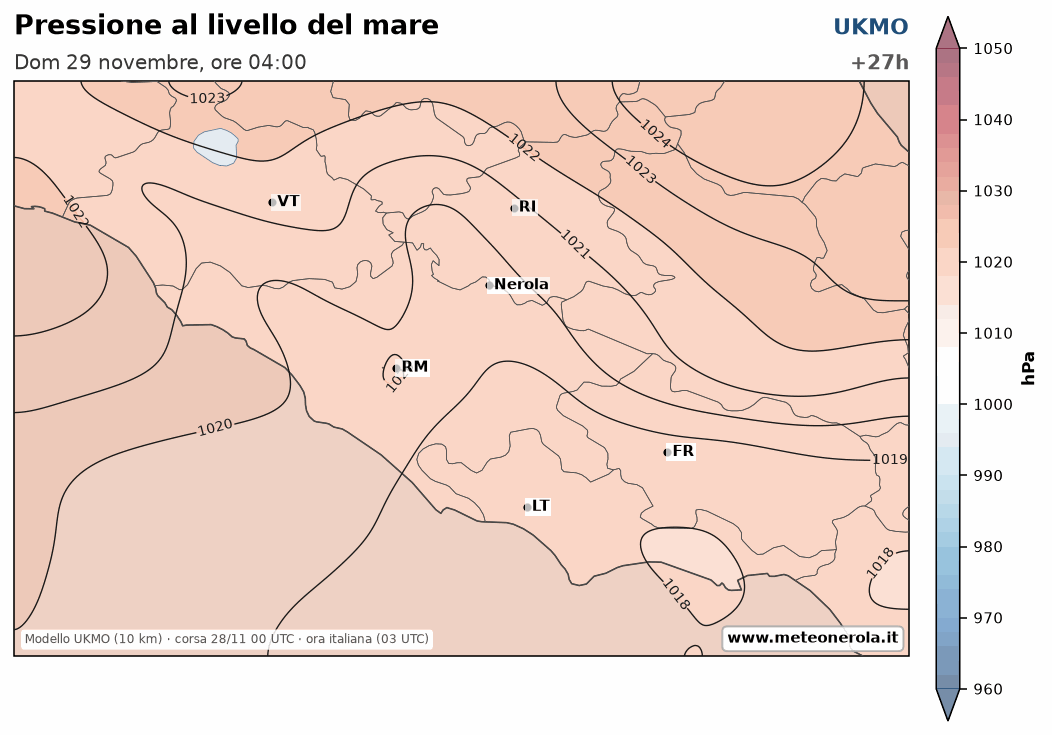 Pressione al livello del mare
UKMO
Dom 29 novembre, ore 04:00
+27h
1023
1022
1024
1023
1022
VT
RI
1021
Nerola
RM
1020
FR
1019
LT
1018
1018
Modello UKMO (10 km) · corsa 28/11 00 UTC · ora italiana (03 UTC)
www.meteonerola.it
1050
1040
1030
1020
1010
1000
990
980
970
960
hPa